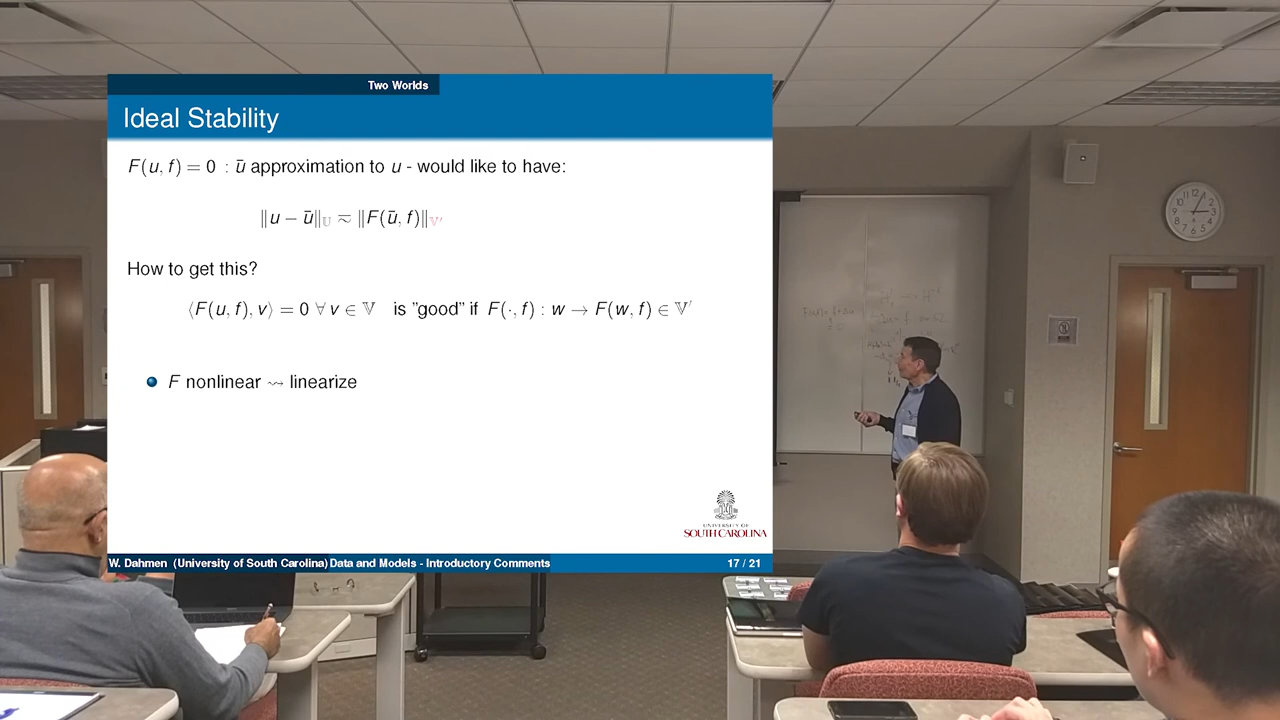 Two Worlds
Ideal Stability
F(u, f) = 0 : ū approximation to u - would like to have:
‖u − ū‖_𝕌 ≂ ‖F(ū, f)‖_𝕍′
How to get this?
⟨F(u, f), v⟩ = 0 ∀ v ∈ 𝕍 is "good" if F(·, f) : w → F(w, f) ∈ 𝕍′
F nonlinear ⇝ linearize
UNIVERSITY OF
SOUTH CAROLINA
W. Dahmen (University of South Carolina) Data and Models - Introductory Comments 17 / 21